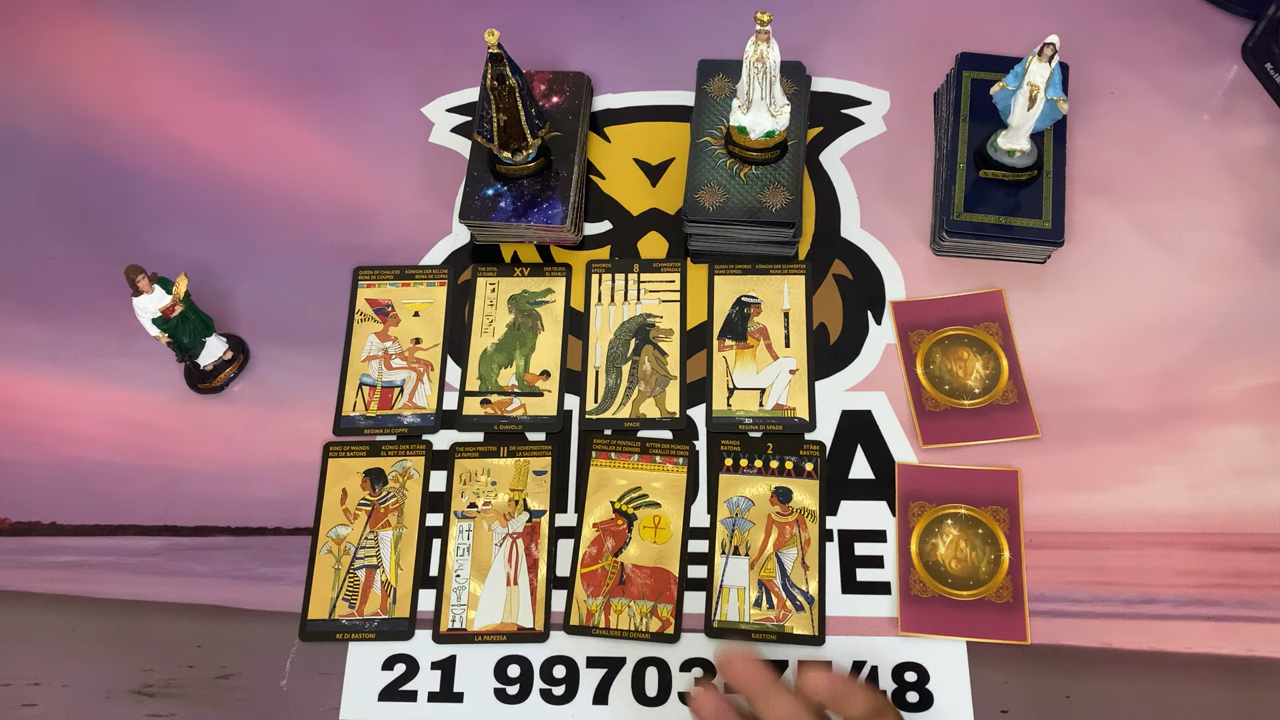 QUEEN OF CHALICES KÖNIGIN DER KELCHE
REINE DE COUPES REINA DE COPAS
REGINA DI COPPE
THE DEVIL XV DER TEUFEL
LE DIABLE EL DIABLO
IL DIAVOLO
SWORDS 8 SCHWERTER
EPEES ESPADAS
SPADE
QUEEN OF SWORDS KÖNIGIN DER SCHWERTER
REINE D'EPEES REINA DE ESPADAS
REGINA DI SPADE
KING OF WANDS KÖNIG DER STÄBE
ROI DE BATONS EL REY DE BASTOS
RE DI BASTONI
THE HIGH PRIESTESS II DIE HOHEPRIESTERIN
LA PAPESSE LA SACERDOTISA
LA PAPESSA
KNIGHT OF PENTACLES RITTER DER MÜNZEN
CHEVALIER DE DENIERS CABALLO DE OROS
CAVALIERE DI DENARI
WANDS 2 STÄBE
BATONS BASTOS
BASTONI
21 99703
48